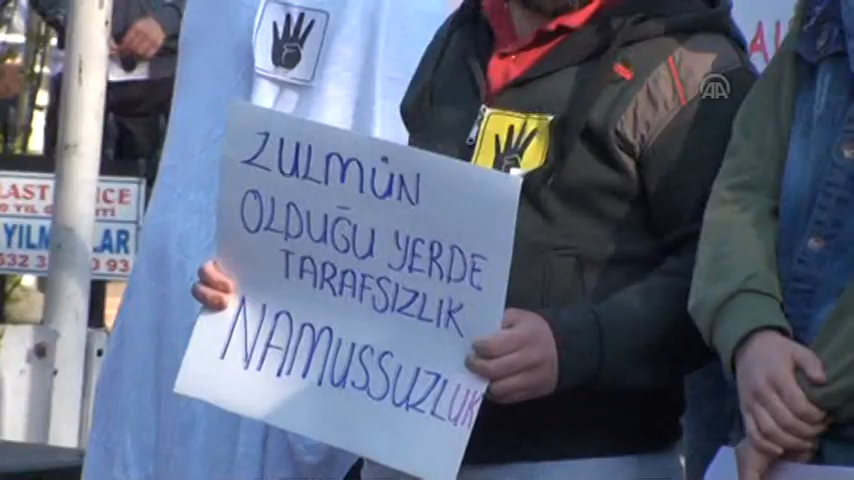 ZULMÜN
OLDUĞU YERDE
TARAFSIZLIK
NAMUSSUZLUK
AA